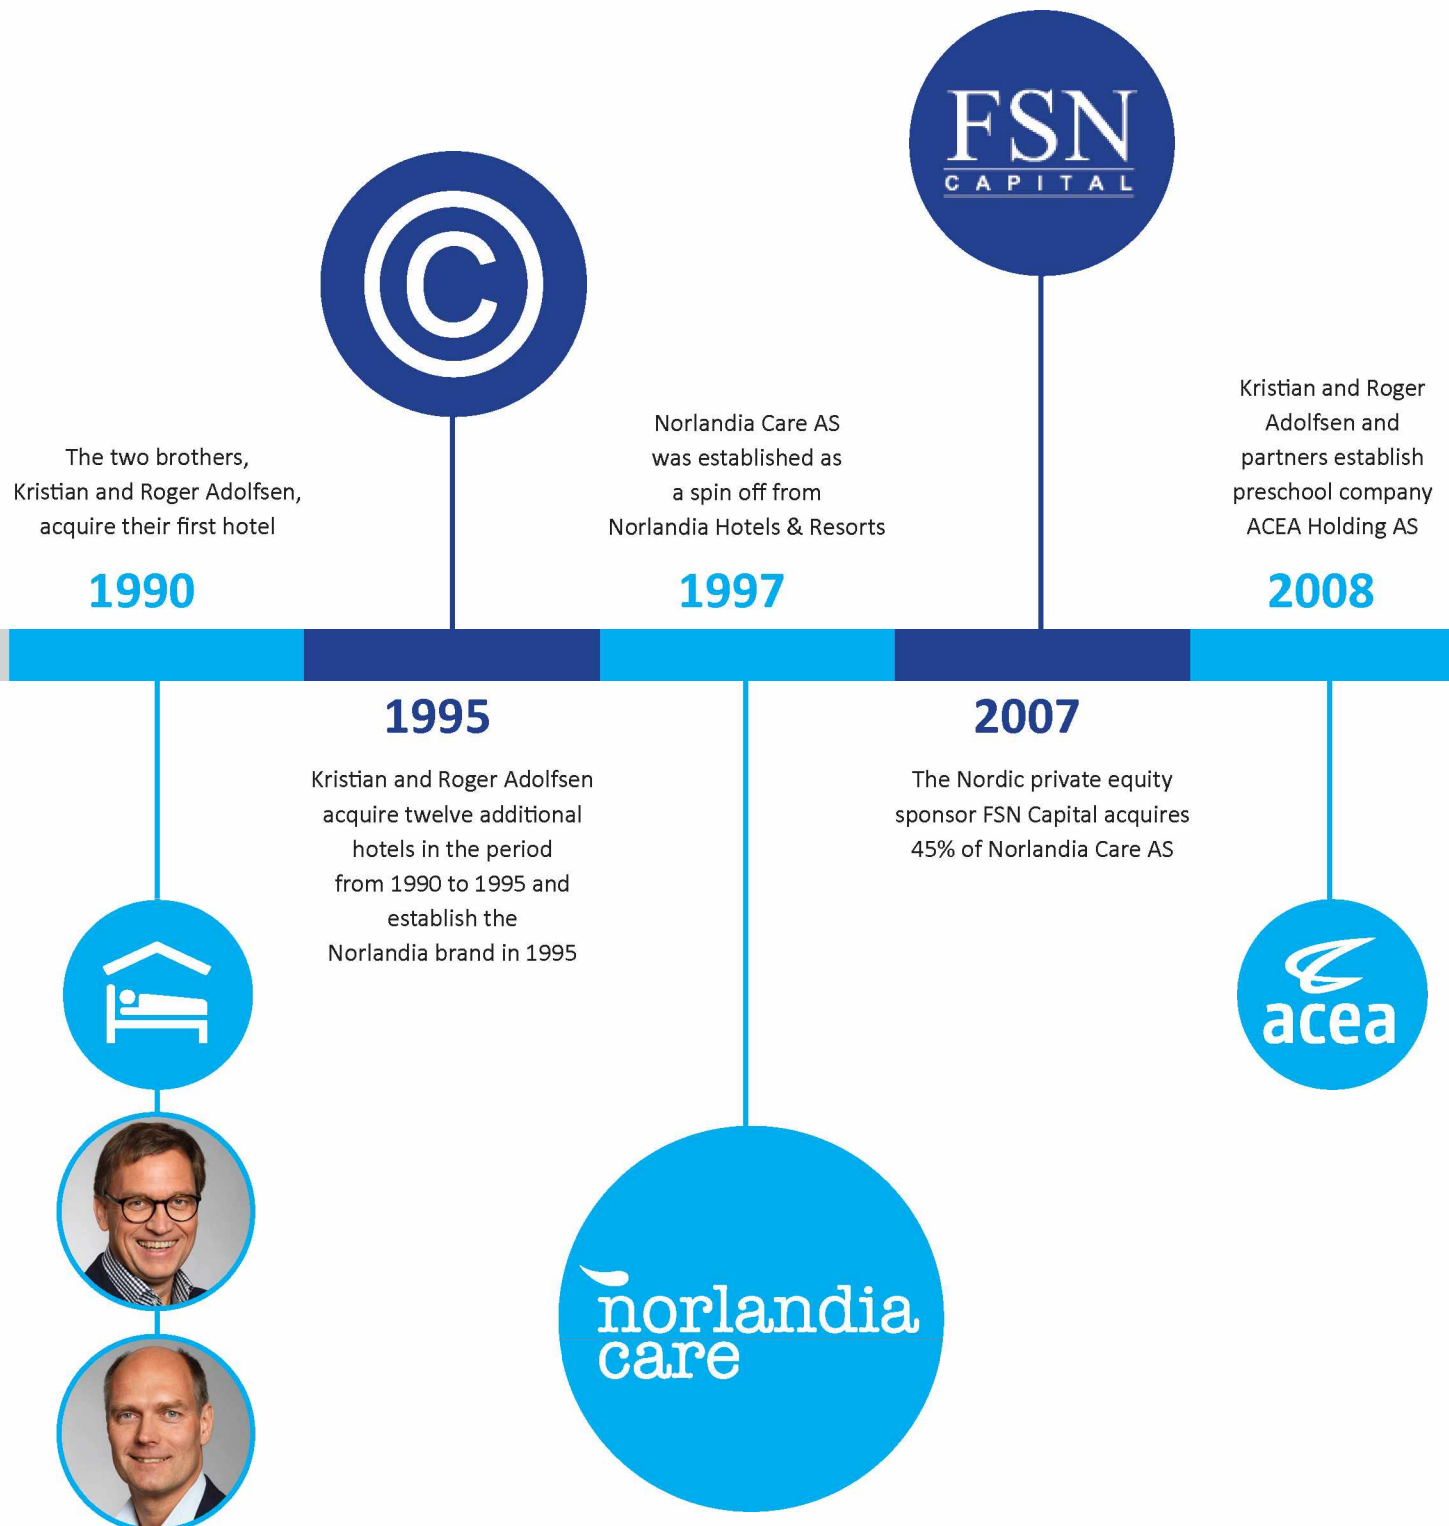 FSN
CAPITAL
©
The two brothers,
Kristian and Roger Adolfsen,
acquire their first hotel
1990
Norlandia Care AS
was established as
a spin off from
Norlandia Hotels & Resorts
1997
Kristian and Roger
Adolfsen and
partners establish
preschool company
ACEA Holding AS
2008
1995
Kristian and Roger Adolfsen
acquire twelve additional
hotels in the period
from 1990 to 1995 and
establish the
Norlandia brand in 1995
2007
The Nordic private equity
sponsor FSN Capital acquires
45% of Norlandia Care AS
acea
norlandia
care